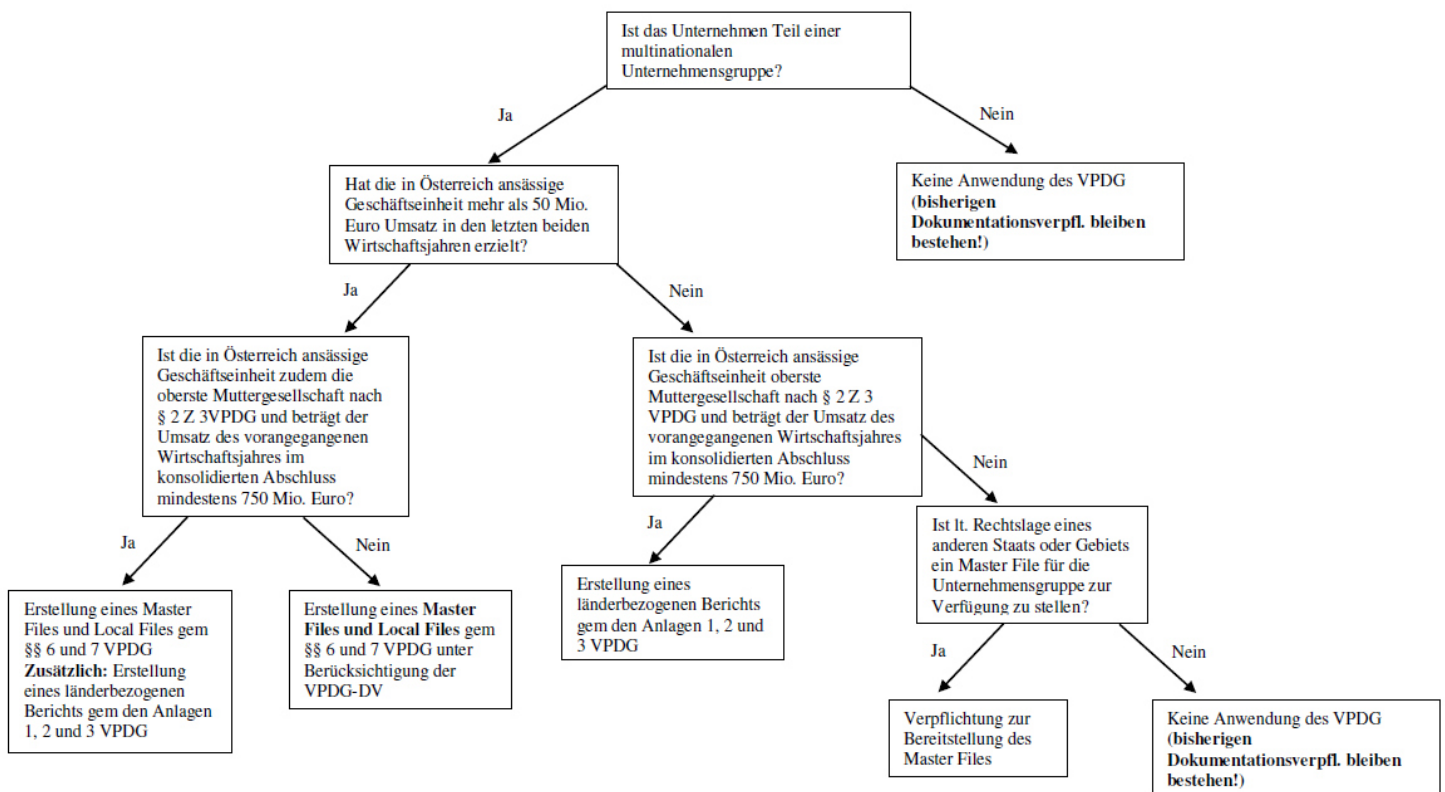 Ist das Unternehmen Teil einer
multinationalen
Unternehmensgruppe?
Ja
Nein
Hat die in Österreich ansässige
Geschäftseinheit mehr als 50 Mio.
Euro Umsatz in den letzten beiden
Wirtschaftsjahren erzielt?
Keine Anwendung des VPDG
(bisherigen
Dokumentationsverpfl. bleiben
bestehen!)
Ja
Nein
Ist die in Österreich ansässige
Geschäftseinheit zudem die
oberste Muttergesellschaft nach
§ 2 Z 3VPDG und beträgt der
Umsatz des vorangegangenen
Wirtschaftsjahres im
konsolidierten Abschluss
mindestens 750 Mio. Euro?
Ist die in Österreich ansässige
Geschäftseinheit oberste
Muttergesellschaft nach § 2 Z 3
VPDG und beträgt der Umsatz des
vorangegangenen Wirtschaftsjahres
im konsolidierten Abschluss
mindestens 750 Mio. Euro?
Ja
Nein
Ja
Nein
Ist lt. Rechtslage eines
anderen Staats oder Gebiets
ein Master File für die
Unternehmensgruppe zur
Verfügung zu stellen?
Erstellung eines Master
Files und Local Files gem
§§ 6 und 7 VPDG
Zusätzlich: Erstellung
eines länderbezogenen
Berichts gem den Anlagen
1, 2 und 3 VPDG
Erstellung eines Master
Files und Local Files gem
§§ 6 und 7 VPDG unter
Berücksichtigung der
VPDG-DV
Erstellung eines
länderbezogenen Berichts
gem den Anlagen 1, 2 und
3 VPDG
Ja
Nein
Verpflichtung zur
Bereitstellung des
Master Files
Keine Anwendung des VPDG
(bisherigen
Dokumentationsverpfl. bleiben
bestehen!)